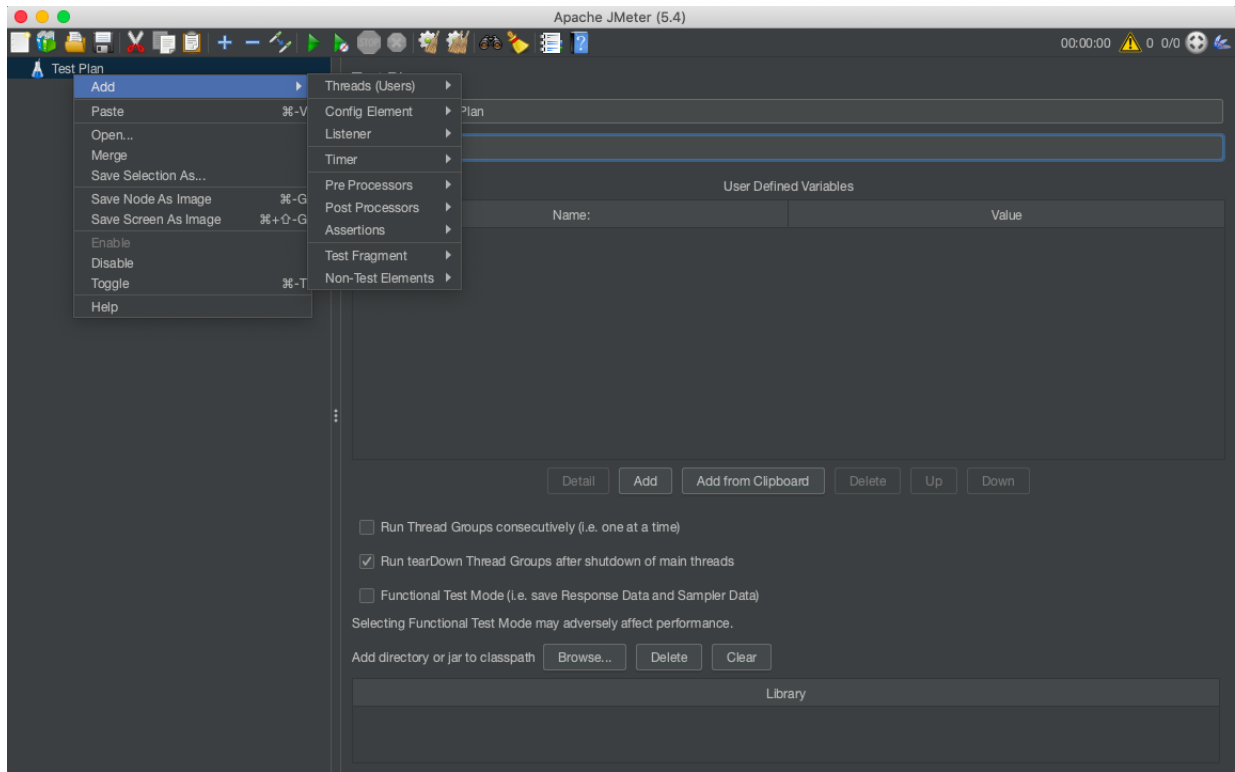 Apache JMeter (5.4)
00:00:00 0 0/0
Test Plan
Add
Paste ⌘-V
Open...
Merge
Save Selection As...
Save Node As Image ⌘-G
Save Screen As Image ⌘+⇧-G
Enable
Disable
Toggle ⌘-T
Help
Threads (Users)
Config Element
Listener
Timer
Pre Processors
Post Processors
Assertions
Test Fragment
Non-Test Elements
Plan
User Defined Variables
Name: Value
Detail Add Add from Clipboard Delete Up Down
Run Thread Groups consecutively (i.e. one at a time)
Run tearDown Thread Groups after shutdown of main threads
Functional Test Mode (i.e. save Response Data and Sampler Data)
Selecting Functional Test Mode may adversely affect performance.
Add directory or jar to classpath Browse... Delete Clear
Library